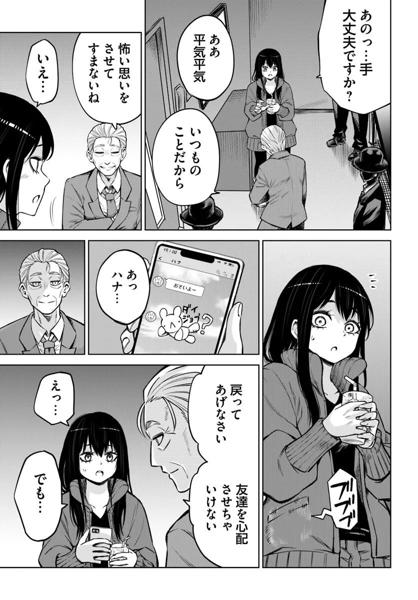 あのっ…手
大丈夫ですか?
ああ
平気平気
いつもの
ことだから
怖い思いを
させて
すまないね
いえ…
ブブブ
あっ
ハナ…
ハナ
おそいよ〜
ダイ
ジョブ
?
戻って
あげなさい
友達を心配
させちゃ
いけない
えっ…
でも…